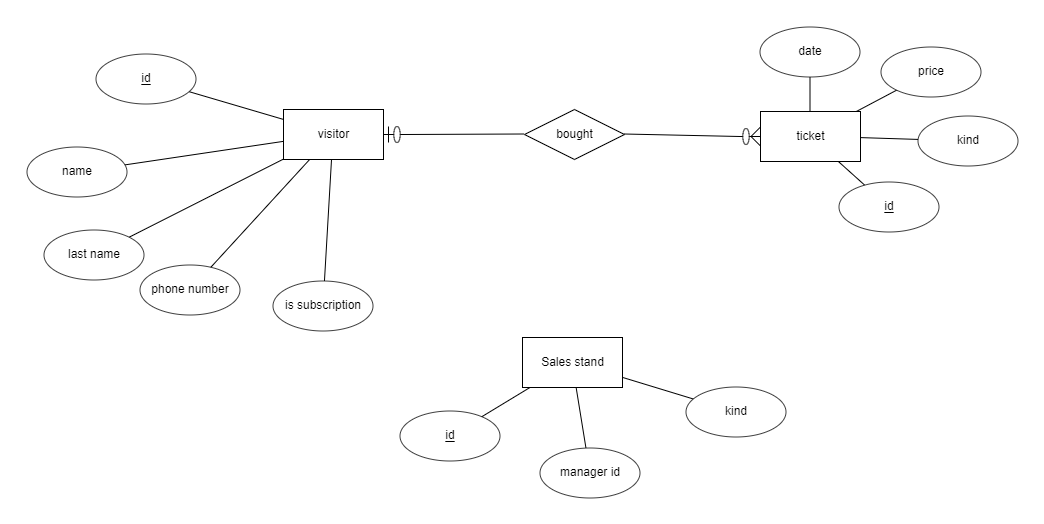 date
price
id
visitor
bought
ticket
kind
name
id
last name
phone number
is subscription
Sales stand
kind
id
manager id